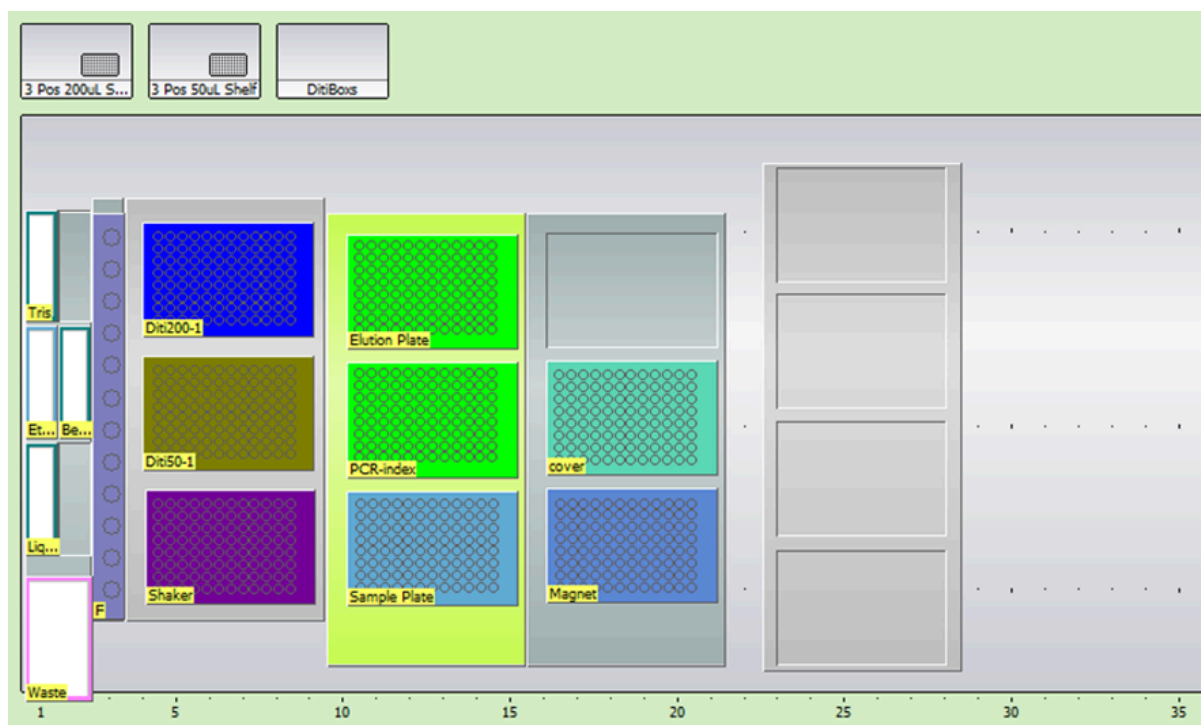 3 Pos 200uL S...
3 Pos 50uL Shelf
DitiBoxs
Tris
Et...
Be...
Liq...
Waste
F
Diti200-1
Diti50-1
Shaker
Elution Plate
PCR-index
Sample Plate
cover
Magnet
1 5 10 15 20 25 30 35